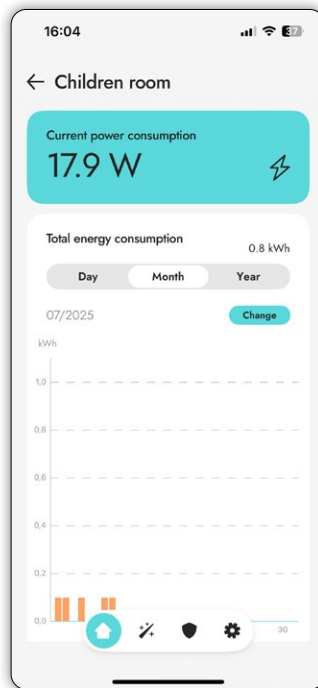 16:04
37
Children room
Current power consumption
17.9 W
Total energy consumption
0.8 kWh
Day Month Year
07/2025
Change
kWh
1,0
0,8
0,6
0,4
0,2
0,0
30